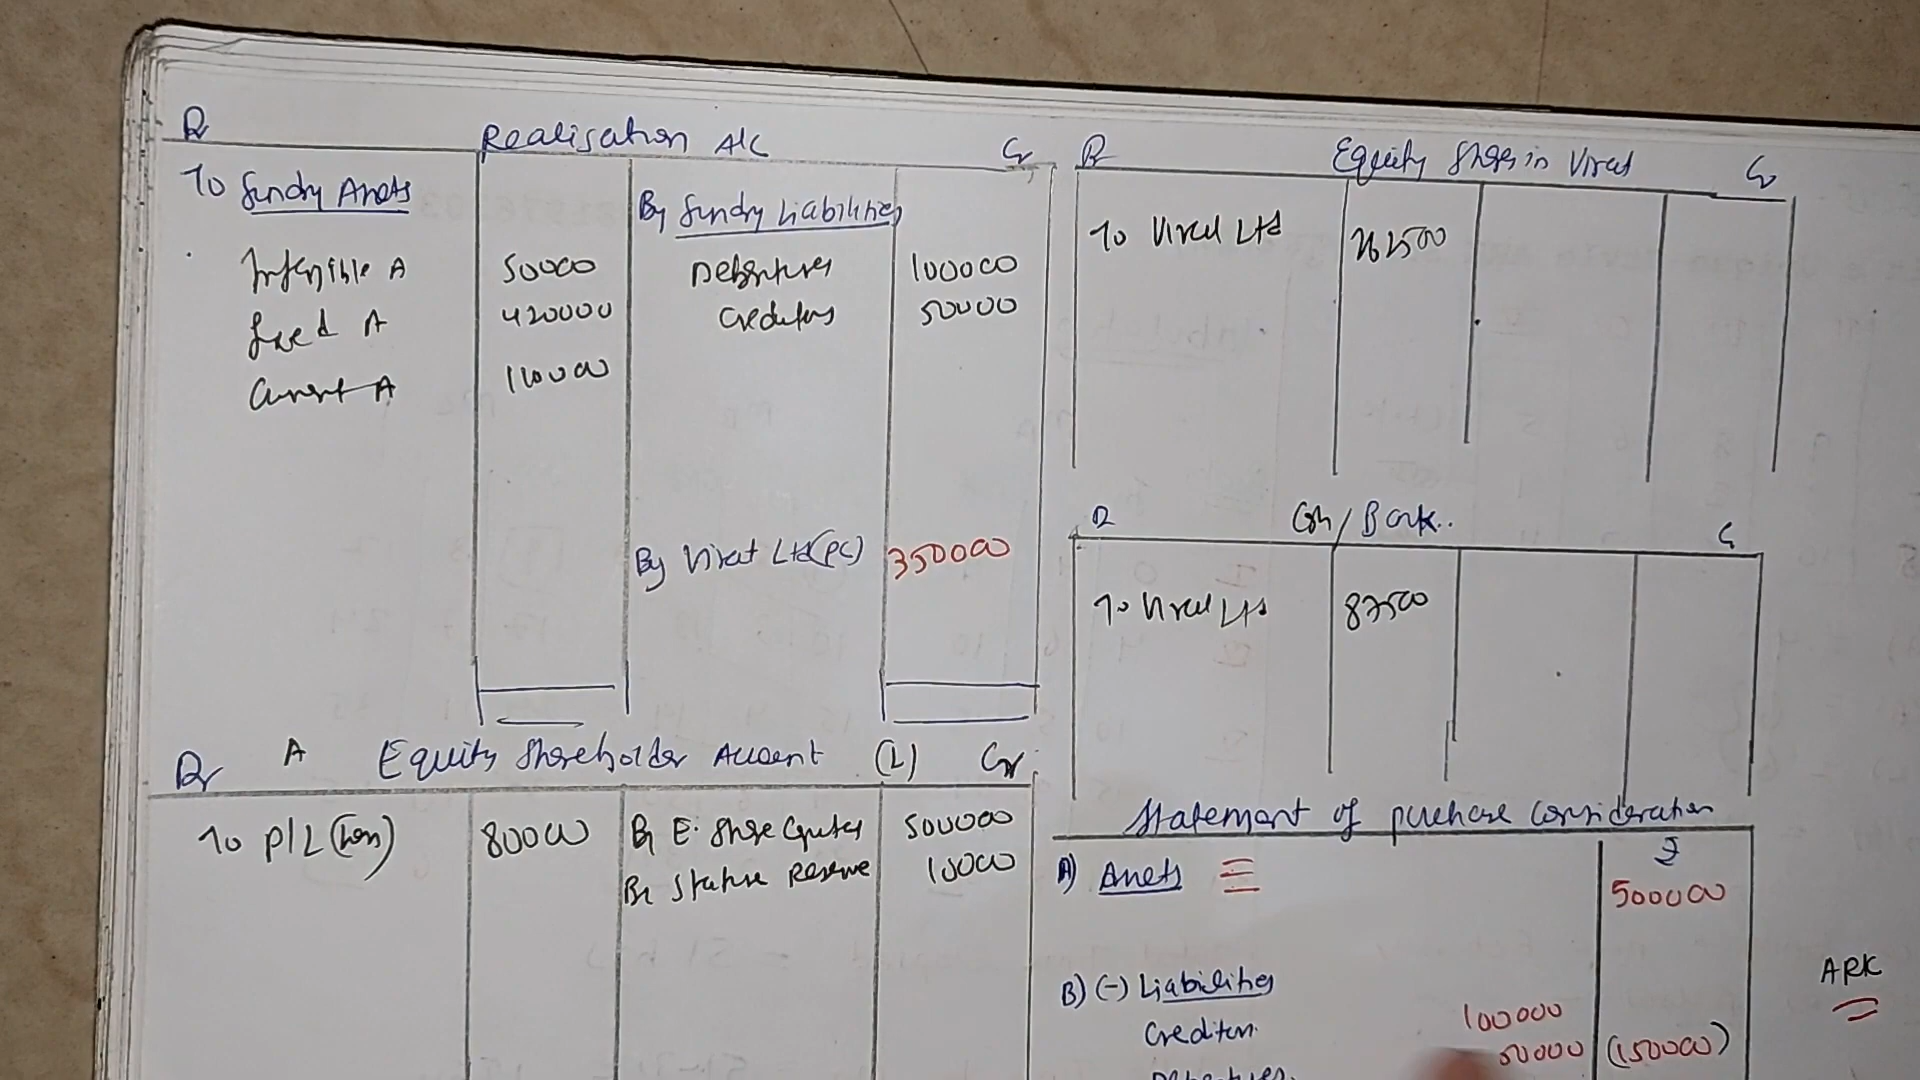 Dr Realisation A/c Cr
To Sundry Assets
By Sundry Liabilities
Intangible A 50000 Debentures 100000
fixed A 420000 Creditors 50000
Current A 110000
By Virat Ltd (PC) 350000
Dr A Equity Shareholder Account (L) Cr
To P/L (loss) 80000 By E. Share Capital 500000
By Statue Reserve 10000
Dr Equity Shares in Virat Cr
To Virat Ltd 262500
Dr Cash / Bank.. Cr
To Virat Ltd 87500
Statement of purchase consideration
₹
A) Assets 500000
B) (-) Liabilities
Creditors 100000
50000 (150000)
Debentures.
ARK